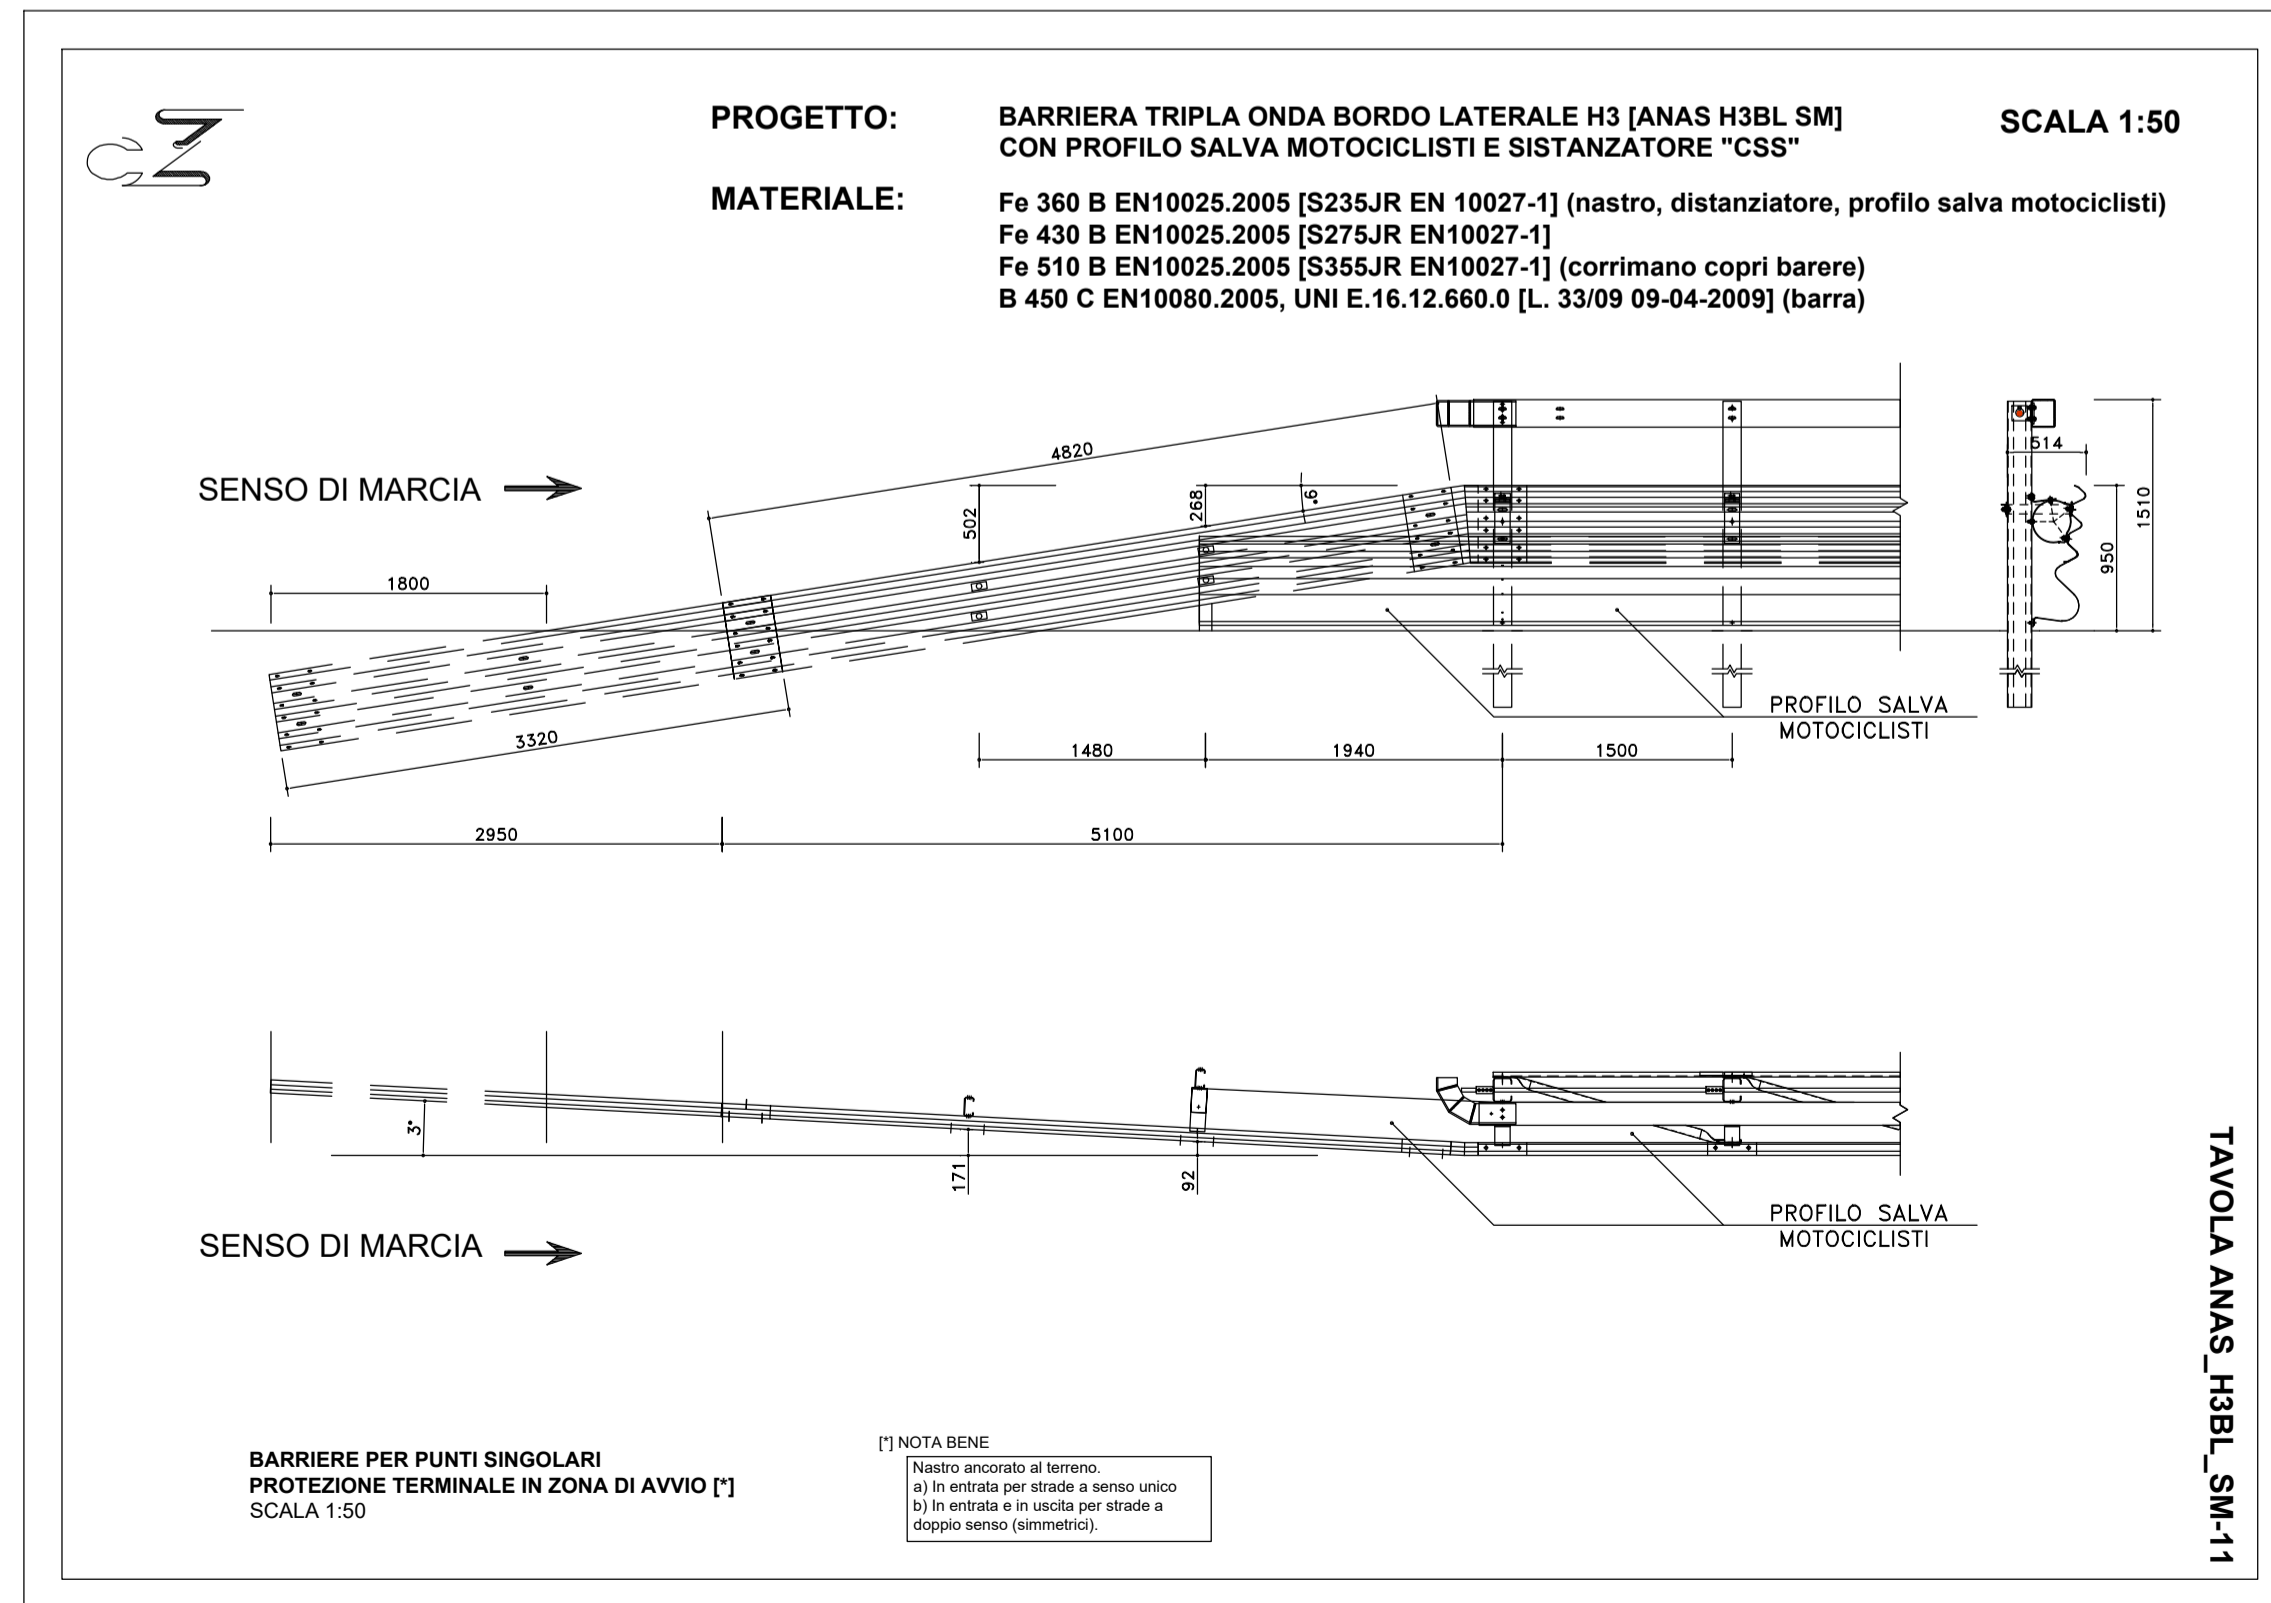 PROGETTO:
BARRIERA TRIPLA ONDA BORDO LATERALE H3 [ANAS H3BL SM]
CON PROFILO SALVA MOTOCICLISTI E SISTANZATORE "CSS"
SCALA 1:50
MATERIALE:
Fe 360 B EN10025.2005 [S235JR EN 10027-1] (nastro, distanziatore, profilo salva motociclisti)
Fe 430 B EN10025.2005 [S275JR EN10027-1]
Fe 510 B EN10025.2005 [S355JR EN10027-1] (corrimano copri barere)
B 450 C EN10080.2005, UNI E.16.12.660.0 [L. 33/09 09-04-2009] (barra)
SENSO DI MARCIA
4820
502
268
9°
514
1510
950
1800
3320
PROFILO SALVA
MOTOCICLISTI
1480
1940
1500
2950
5100
3°
171
92
PROFILO SALVA
MOTOCICLISTI
SENSO DI MARCIA
TAVOLA ANAS_H3BL_SM-11
BARRIERE PER PUNTI SINGOLARI
PROTEZIONE TERMINALE IN ZONA DI AVVIO [*]
SCALA 1:50
[*] NOTA BENE
Nastro ancorato al terreno.
a) In entrata per strade a senso unico
b) In entrata e in uscita per strade a
doppio senso (simmetrici).